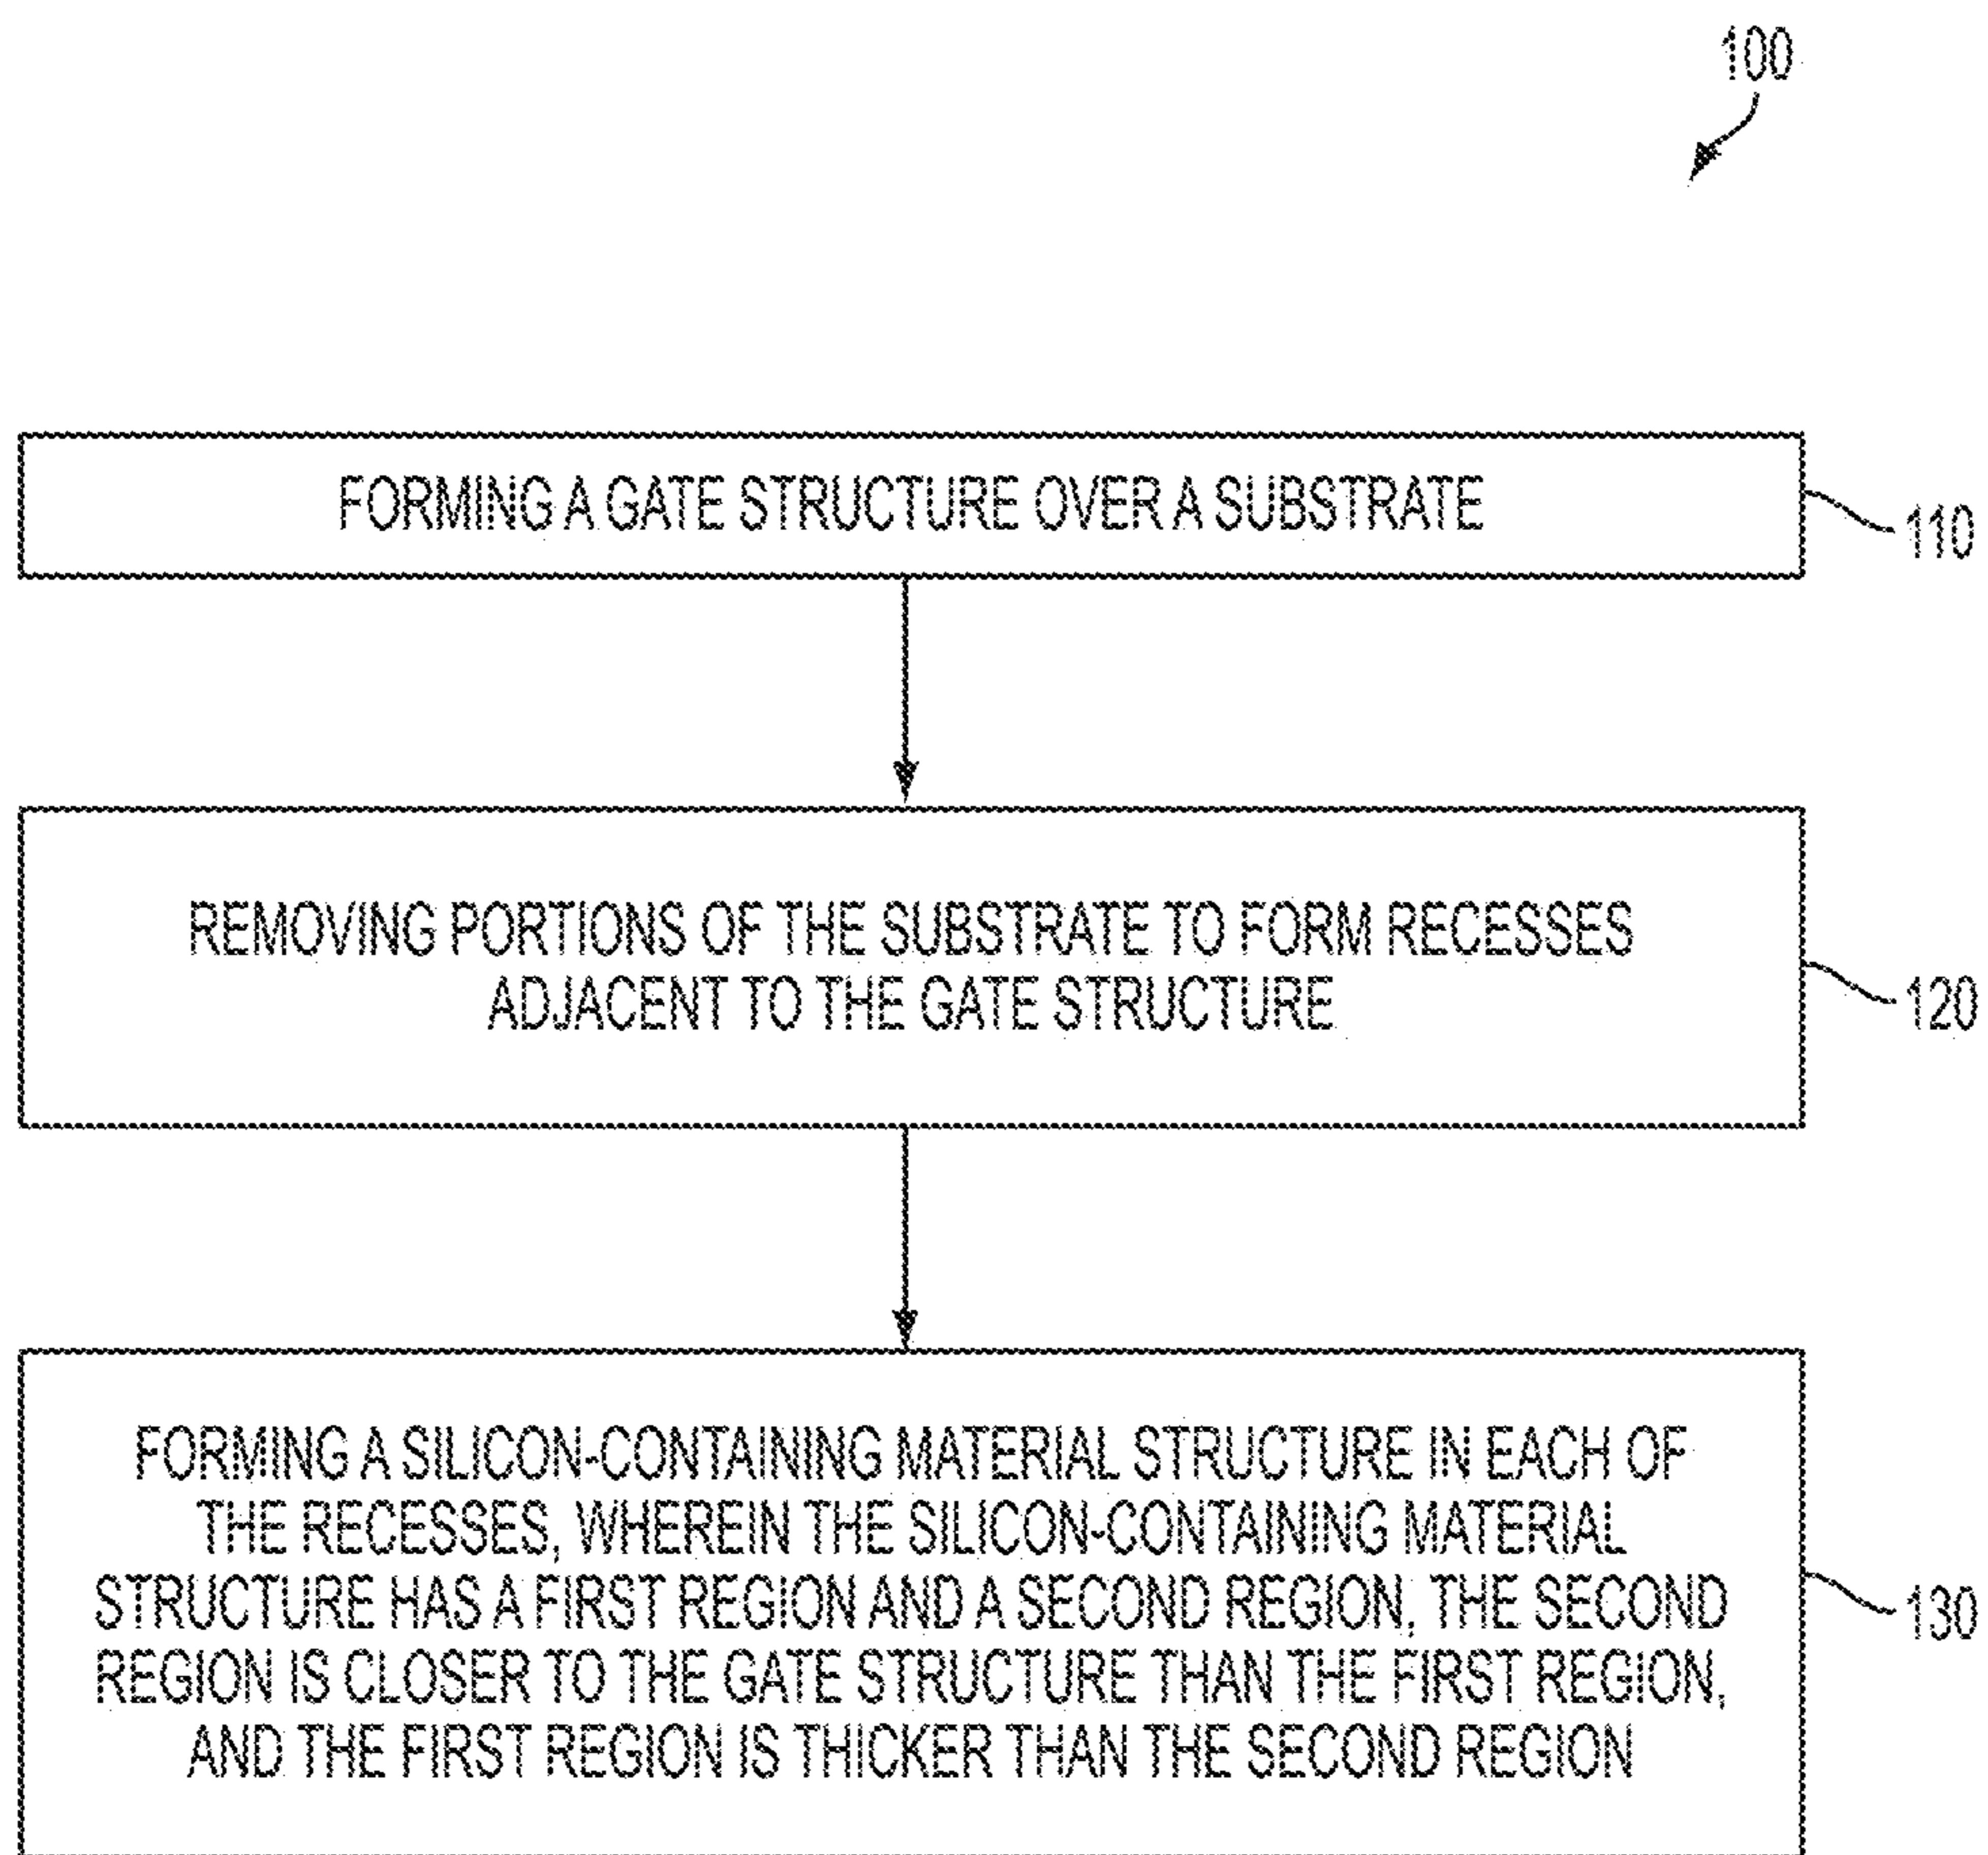 100
FORMING A GATE STRUCTURE OVER A SUBSTRATE
110
REMOVING PORTIONS OF THE SUBSTRATE TO FORM RECESSES
ADJACENT TO THE GATE STRUCTURE
120
FORMING A SILICON-CONTAINING MATERIAL STRUCTURE IN EACH OF
THE RECESSES, WHEREIN THE SILICON-CONTAINING MATERIAL
STRUCTURE HAS A FIRST REGION AND A SECOND REGION, THE SECOND
REGION IS CLOSER TO THE GATE STRUCTURE THAN THE FIRST REGION,
AND THE FIRST REGION IS THICKER THAN THE SECOND REGION
130